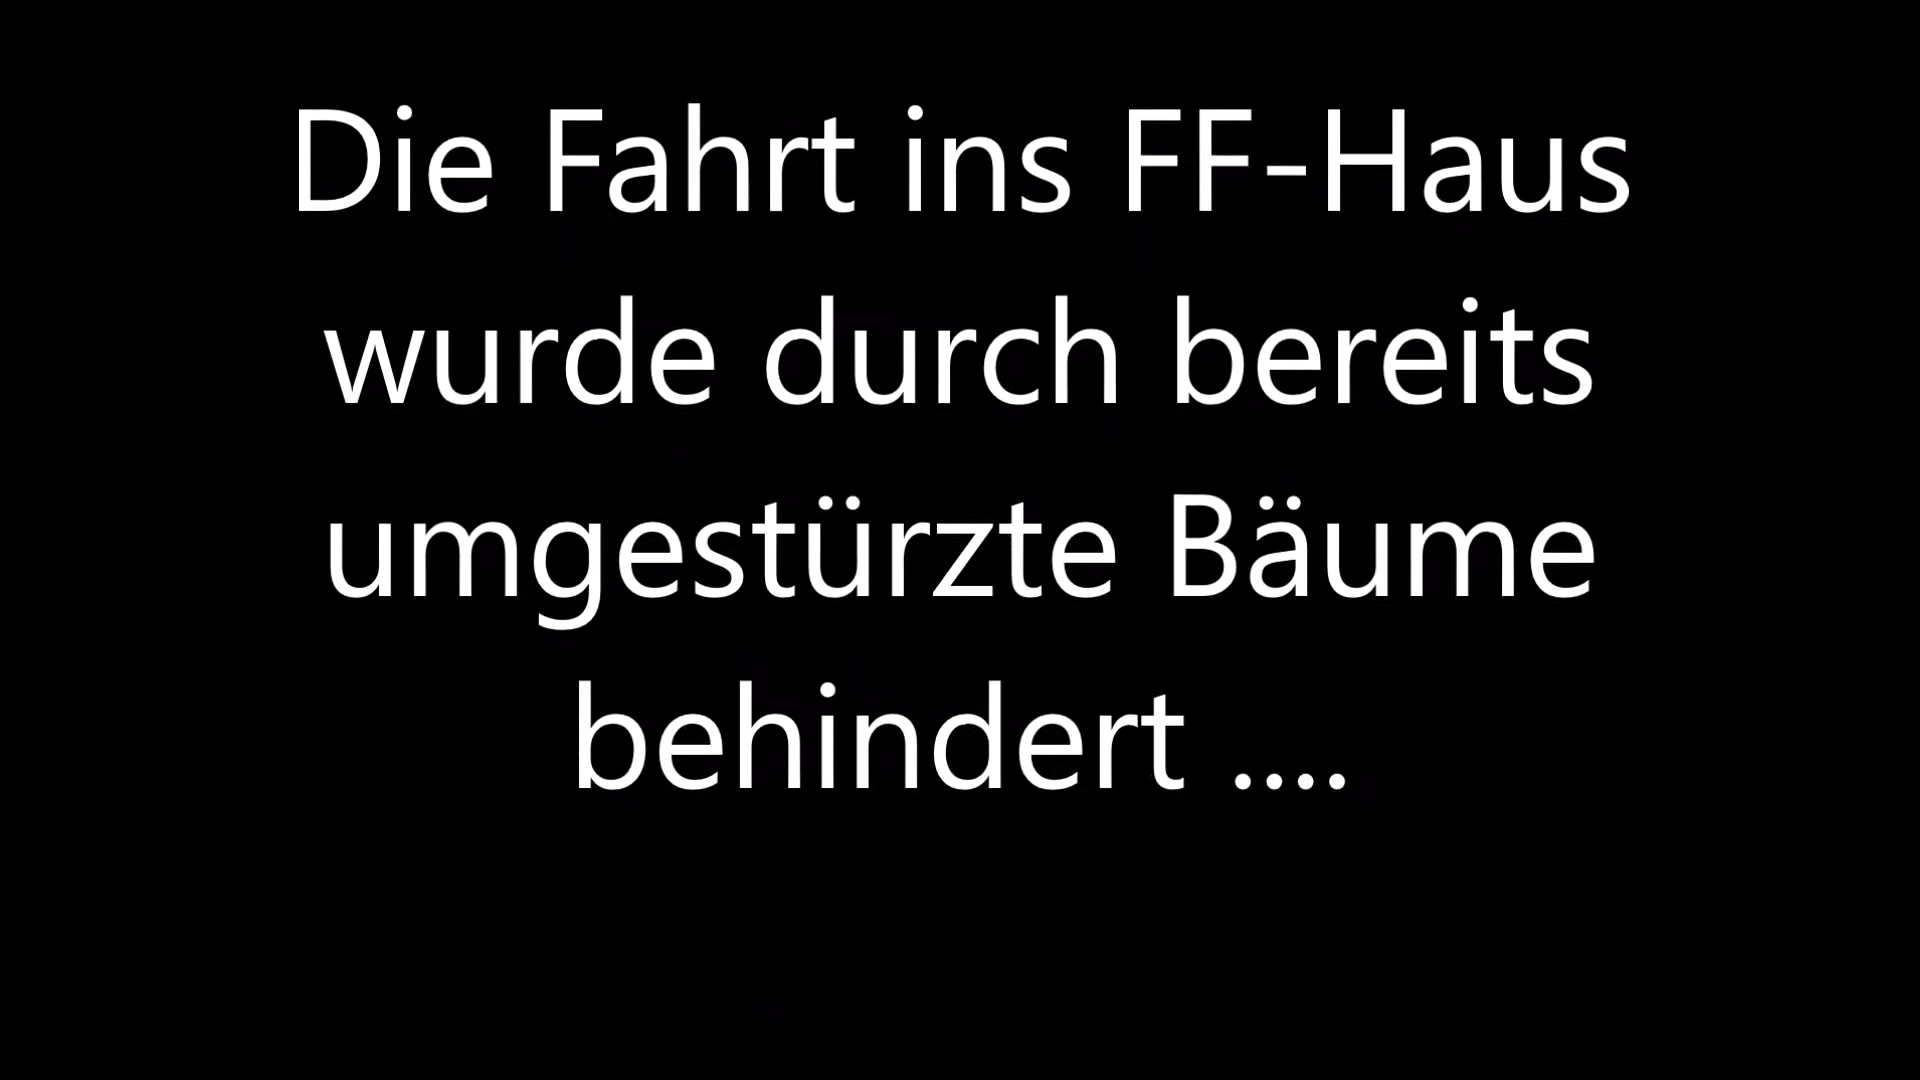 Die Fahrt ins FF-Haus
wurde durch bereits
umgestürzte Bäume
behindert ....